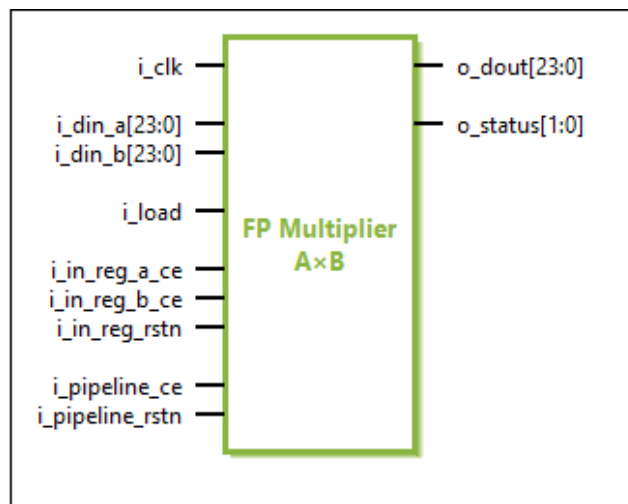 i_clk
i_din_a[23:0]
i_din_b[23:0]
i_load
i_in_reg_a_ce
i_in_reg_b_ce
i_in_reg_rstn
i_pipeline_ce
i_pipeline_rstn
FP Multiplier
A×B
o_dout[23:0]
o_status[1:0]